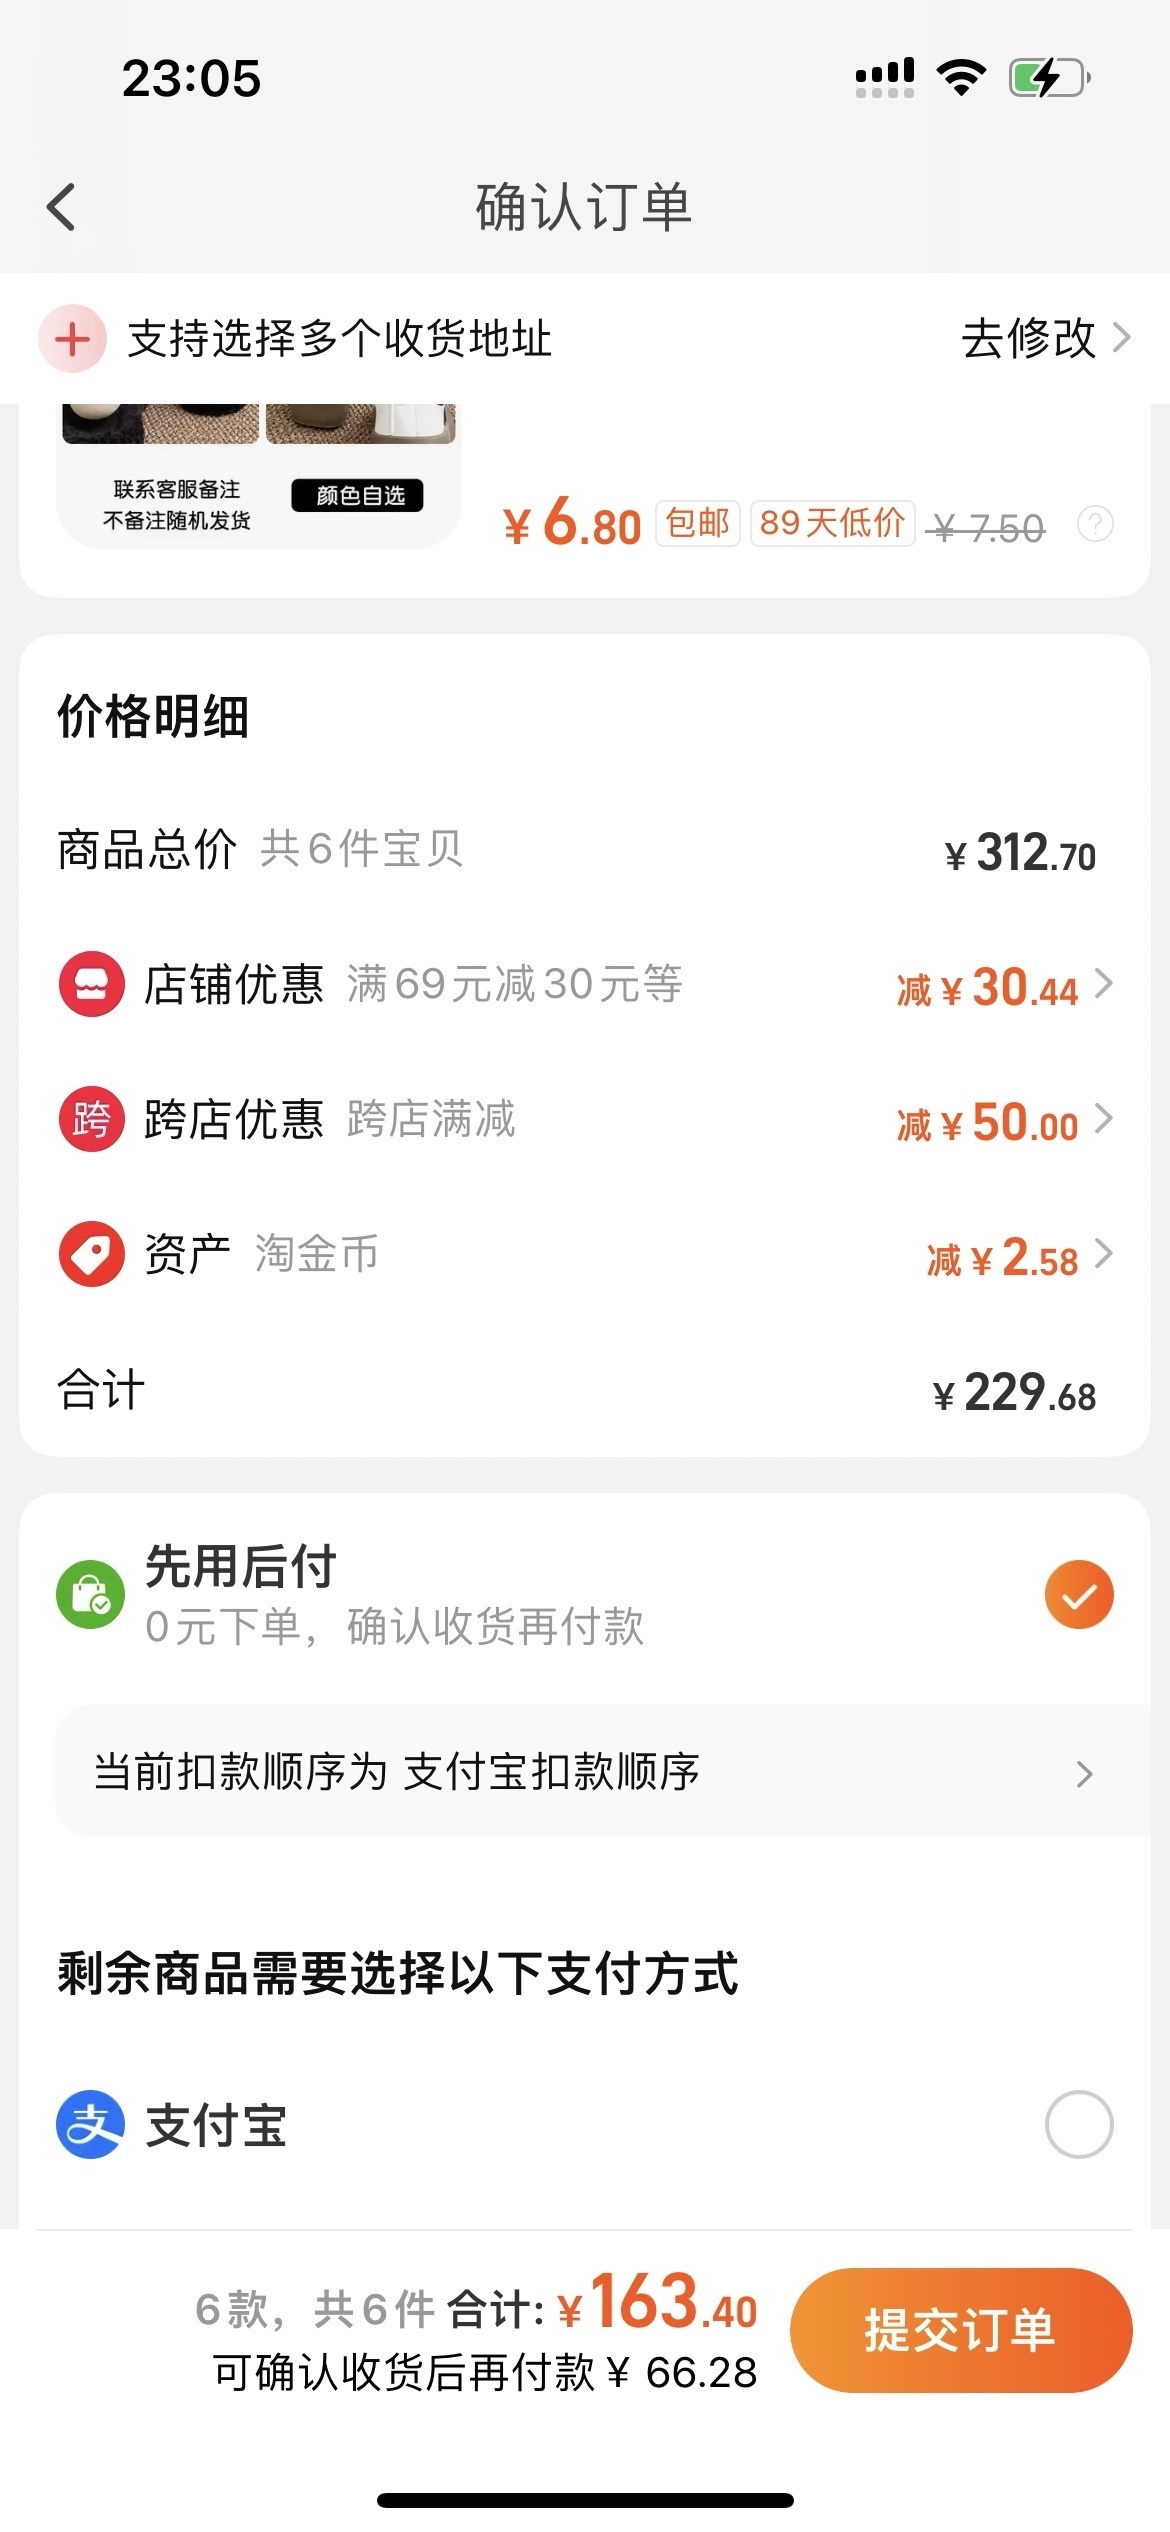 23:05
确认订单
支持选择多个收货地址 去修改
联系客服备注
不备注随机发货
颜色自选
¥6.80 包邮 89天低价 ¥7.50 ?
价格明细
商品总价 共6件宝贝 ¥312.70
店铺优惠 满69元减30元等 减¥30.44
跨 跨店优惠 跨店满减 减¥50.00
资产 淘金币 减¥2.58
合计 ¥229.68
先用后付
0元下单，确认收货再付款
当前扣款顺序为 支付宝扣款顺序
剩余商品需要选择以下支付方式
支 支付宝
6款，共6件 合计: ¥163.40
可确认收货后再付款¥ 66.28
提交订单